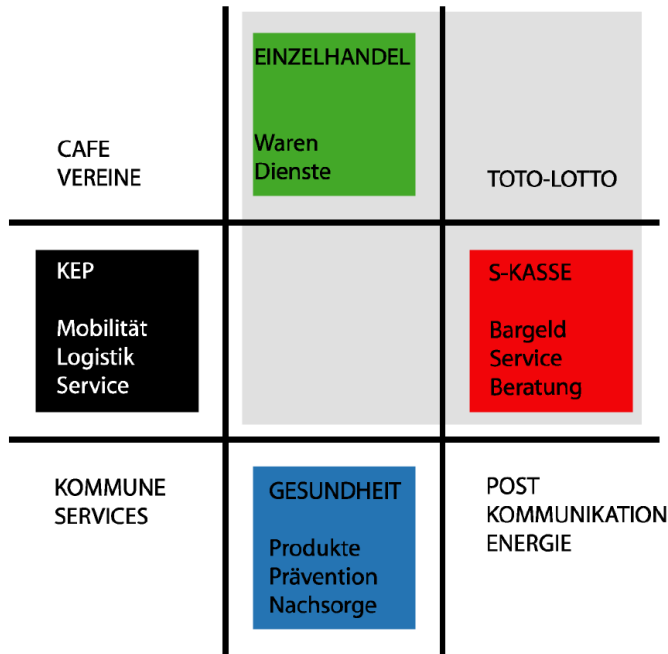 CAFE
VEREINE
EINZELHANDEL
Waren
Dienste
TOTO-LOTTO
KEP
Mobilität
Logistik
Service
S-KASSE
Bargeld
Service
Beratung
KOMMUNE
SERVICES
GESUNDHEIT
Produkte
Prävention
Nachsorge
POST
KOMMUNIKATION
ENERGIE